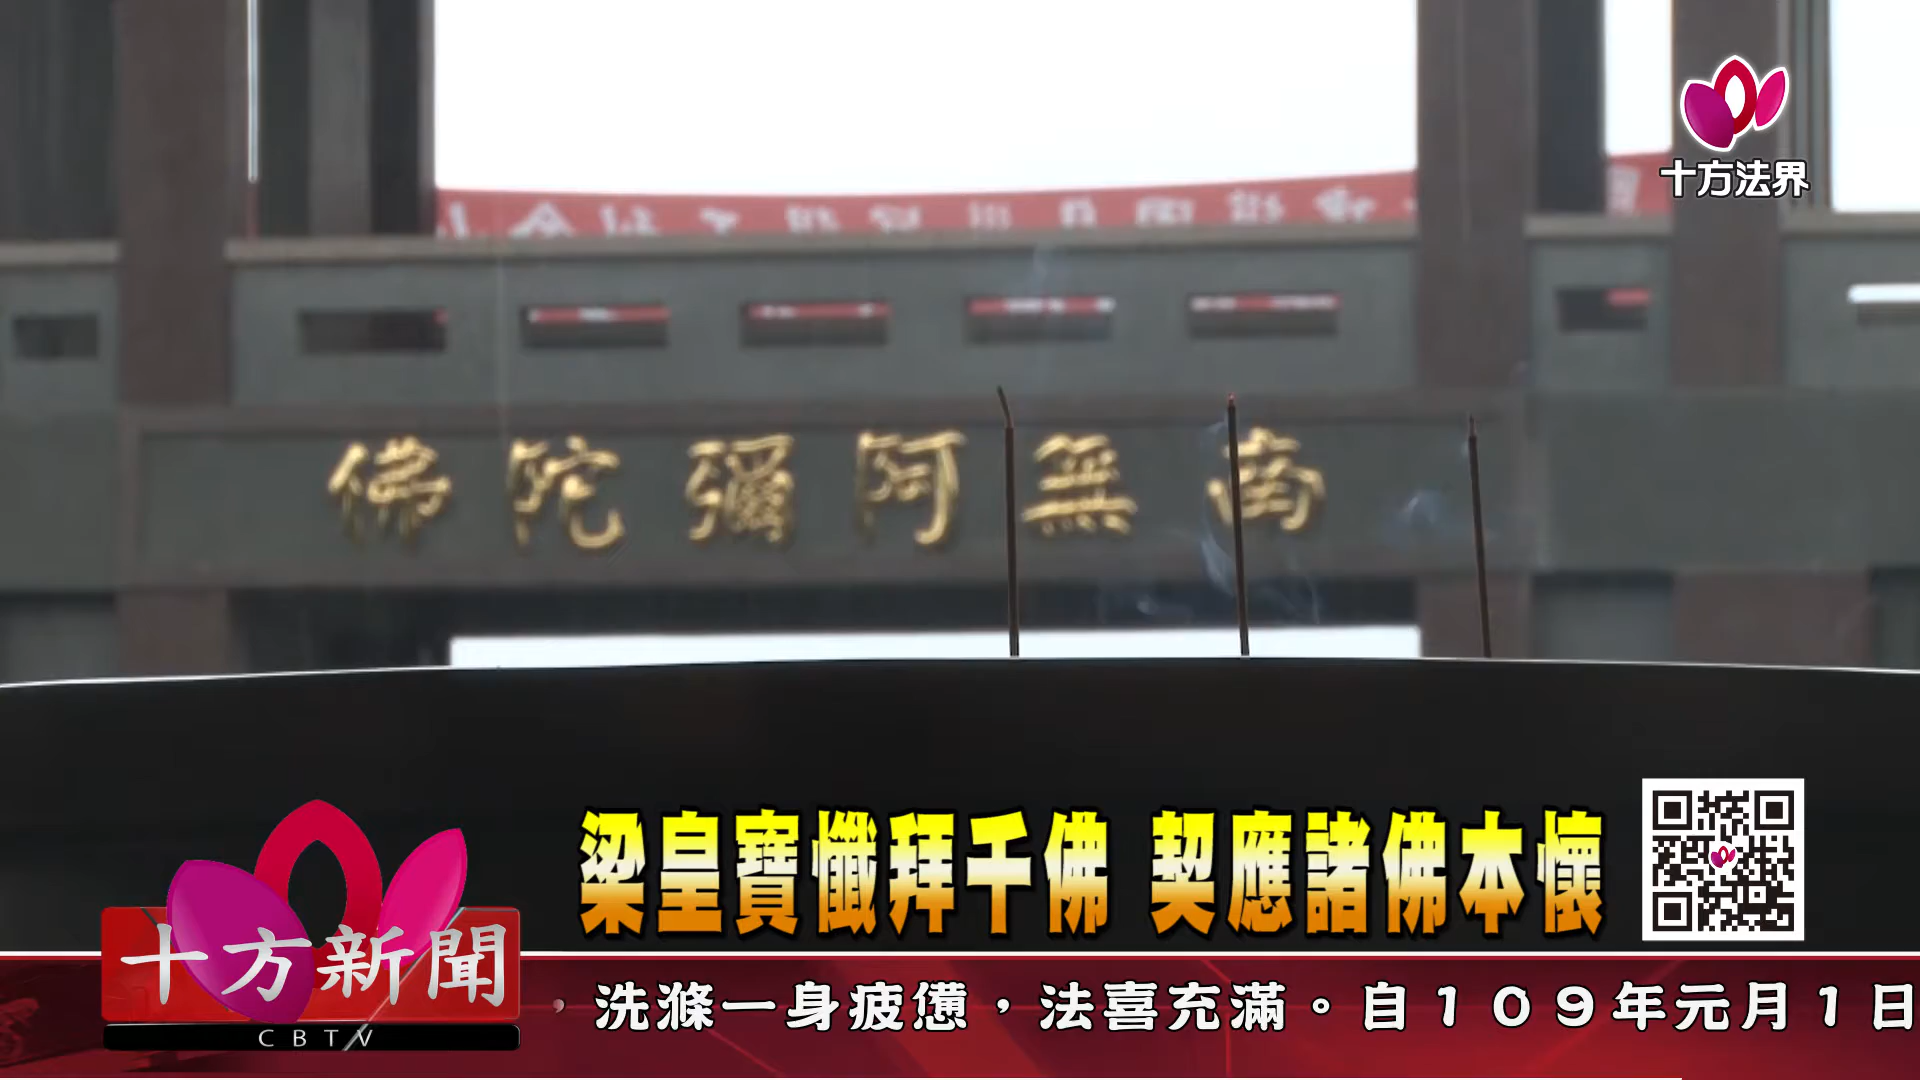 十方法界
南無阿彌陀佛
梁皇寶懺拜千佛 契應諸佛本懷
十方新聞
CBTV
，洗滌一身疲憊，法喜充滿。自109年元月1日